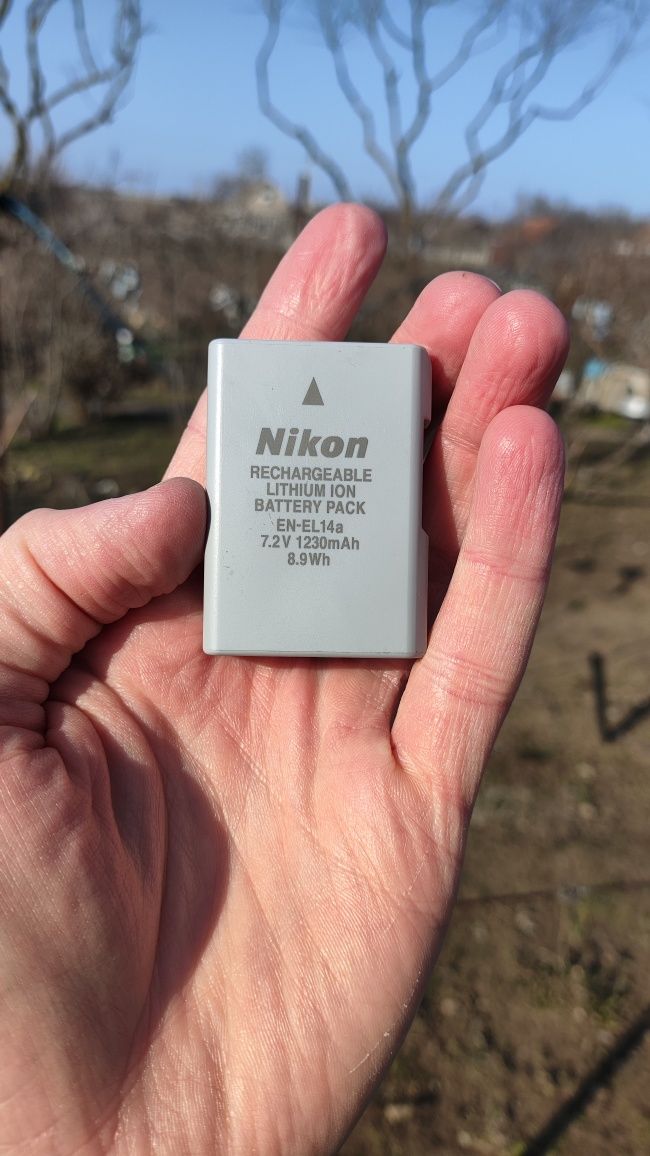 Nikon
RECHARGEABLE
LITHIUM ION
BATTERY PACK
EN-EL14a
7.2V 1230mAh
8.9Wh